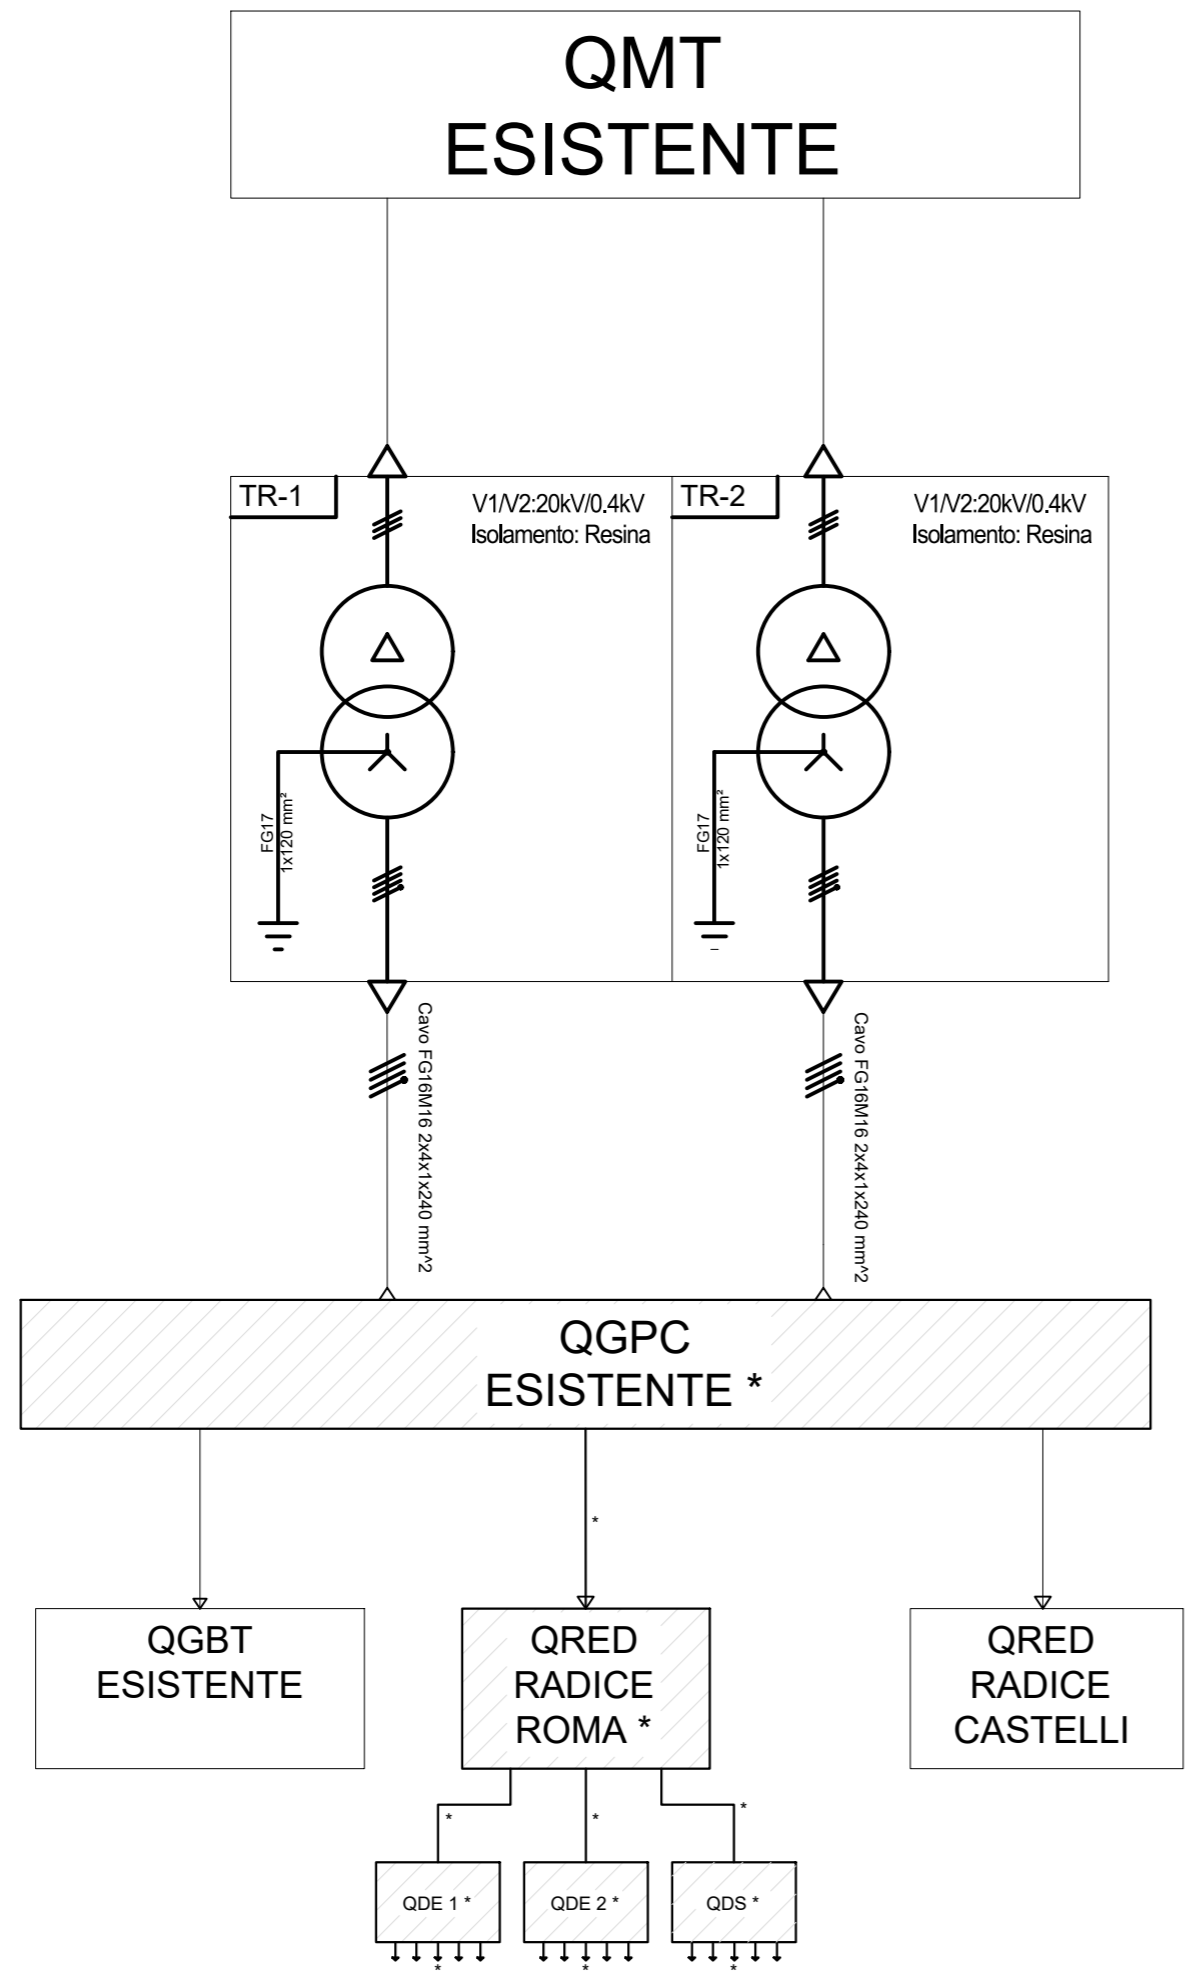 QMT
ESISTENTE
TR-1
V1/V2:20kV/0.4kV
Isolamento: Resina
TR-2
V1/V2:20kV/0.4kV
Isolamento: Resina
FG17
1x120 mm²
FG17
1x120 mm²
Cavo FG16M16 2x4x1x240 mm^2
Cavo FG16M16 2x4x1x240 mm^2
QGPC
ESISTENTE *
*
QGBT
ESISTENTE
QRED
RADICE
ROMA *
QRED
RADICE
CASTELLI
*
*
*
QDE 1 *
QDE 2 *
QDS *
*
*
*